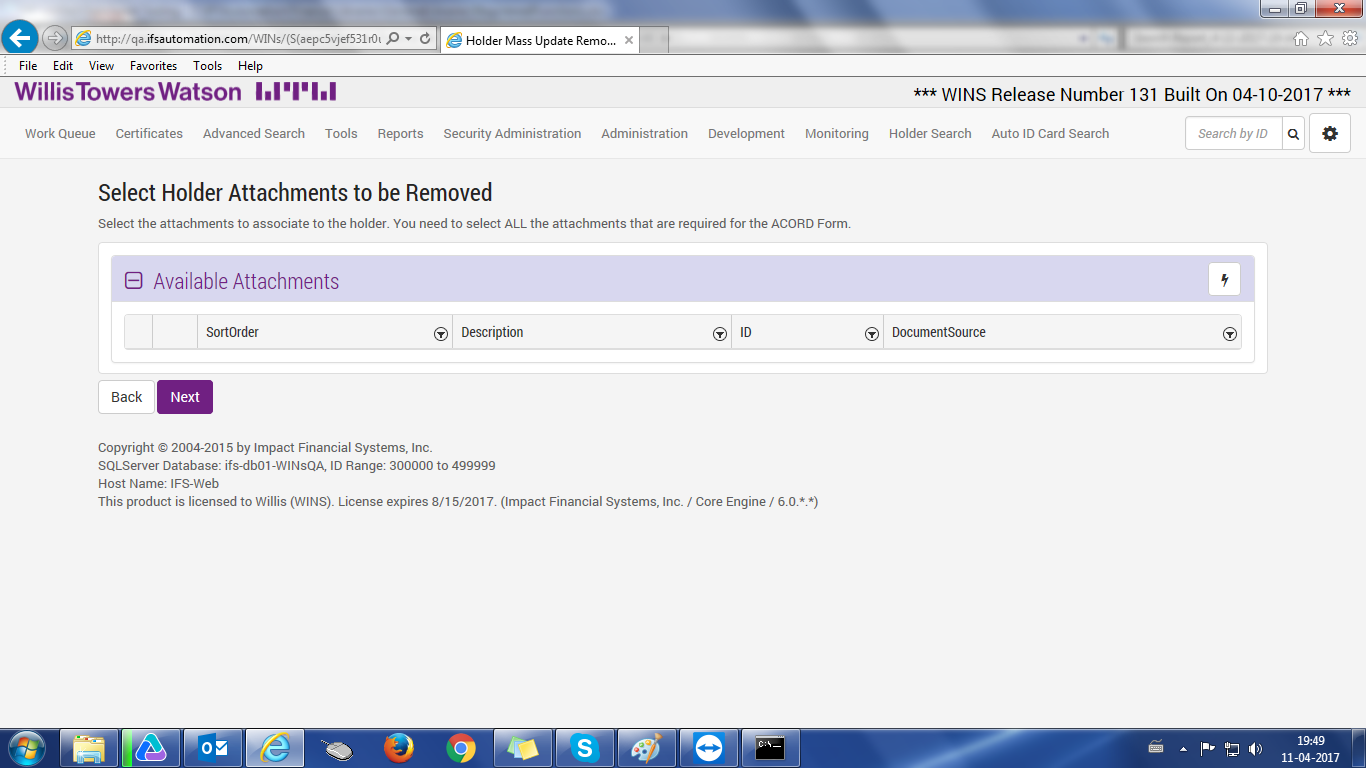 http://qa.ifsautomation.com/WINs/(S(aepc5vjef531r0u
Holder Mass Update Remo...
File Edit View Favorites Tools Help
Willis Towers Watson
*** WINS Release Number 131 Built On 04-10-2017 ***
Work Queue Certificates Advanced Search Tools Reports Security Administration Administration Development Monitoring Holder Search Auto ID Card Search Search by ID
Select Holder Attachments to be Removed
Select the attachments to associate to the holder. You need to select ALL the attachments that are required for the ACORD Form.
Available Attachments
SortOrder Description ID DocumentSource
Back Next
Copyright © 2004-2015 by Impact Financial Systems, Inc.
SQLServer Database: ifs-db01-WINsQA, ID Range: 300000 to 499999
Host Name: IFS-Web
This product is licensed to Willis (WINS). License expires 8/15/2017. (Impact Financial Systems, Inc. / Core Engine / 6.0.*.*)
19:49
11-04-2017